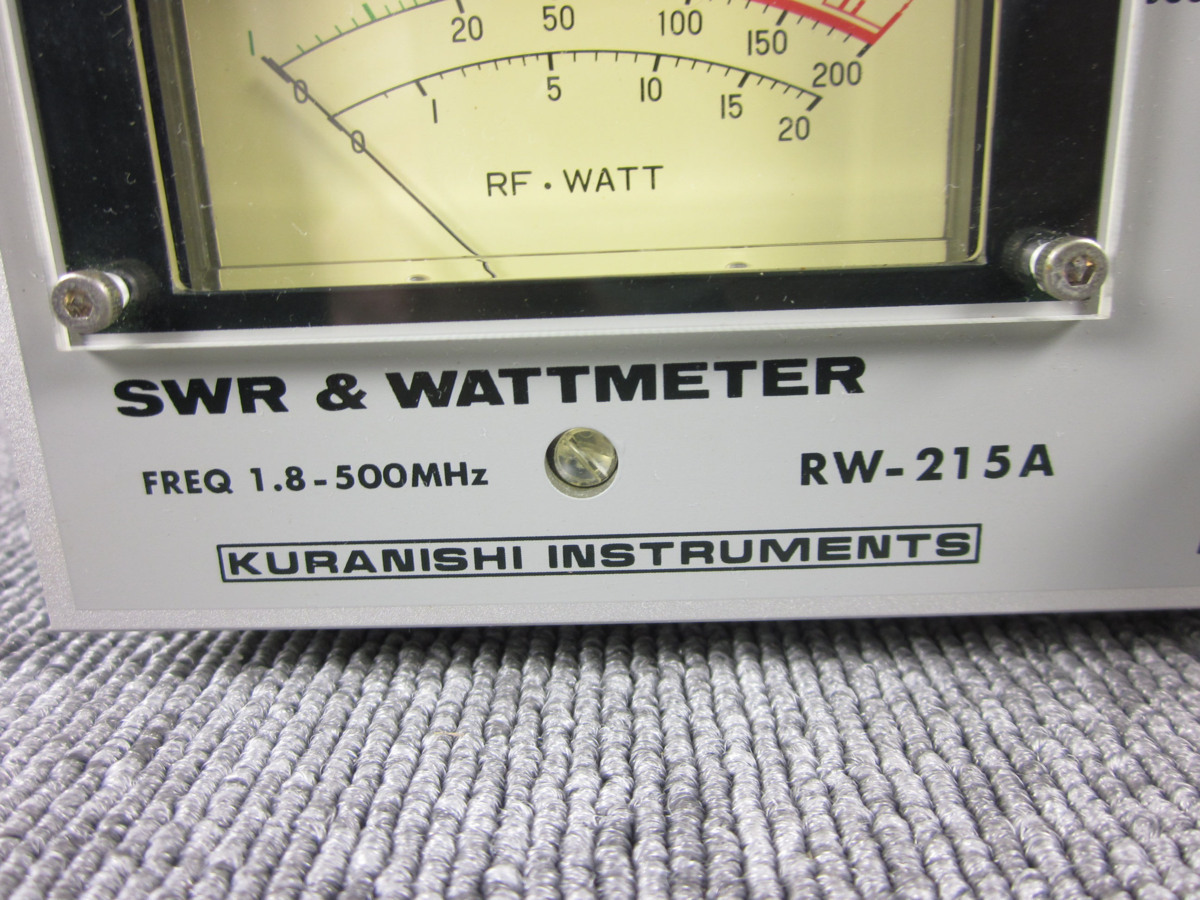 1
20 50 100 150 200
0
1 5 10 15 20
0
RF・WATT
SWR & WATTMETER
FREQ 1.8-500MHz
RW-215A
KURANISHI INSTRUMENTS